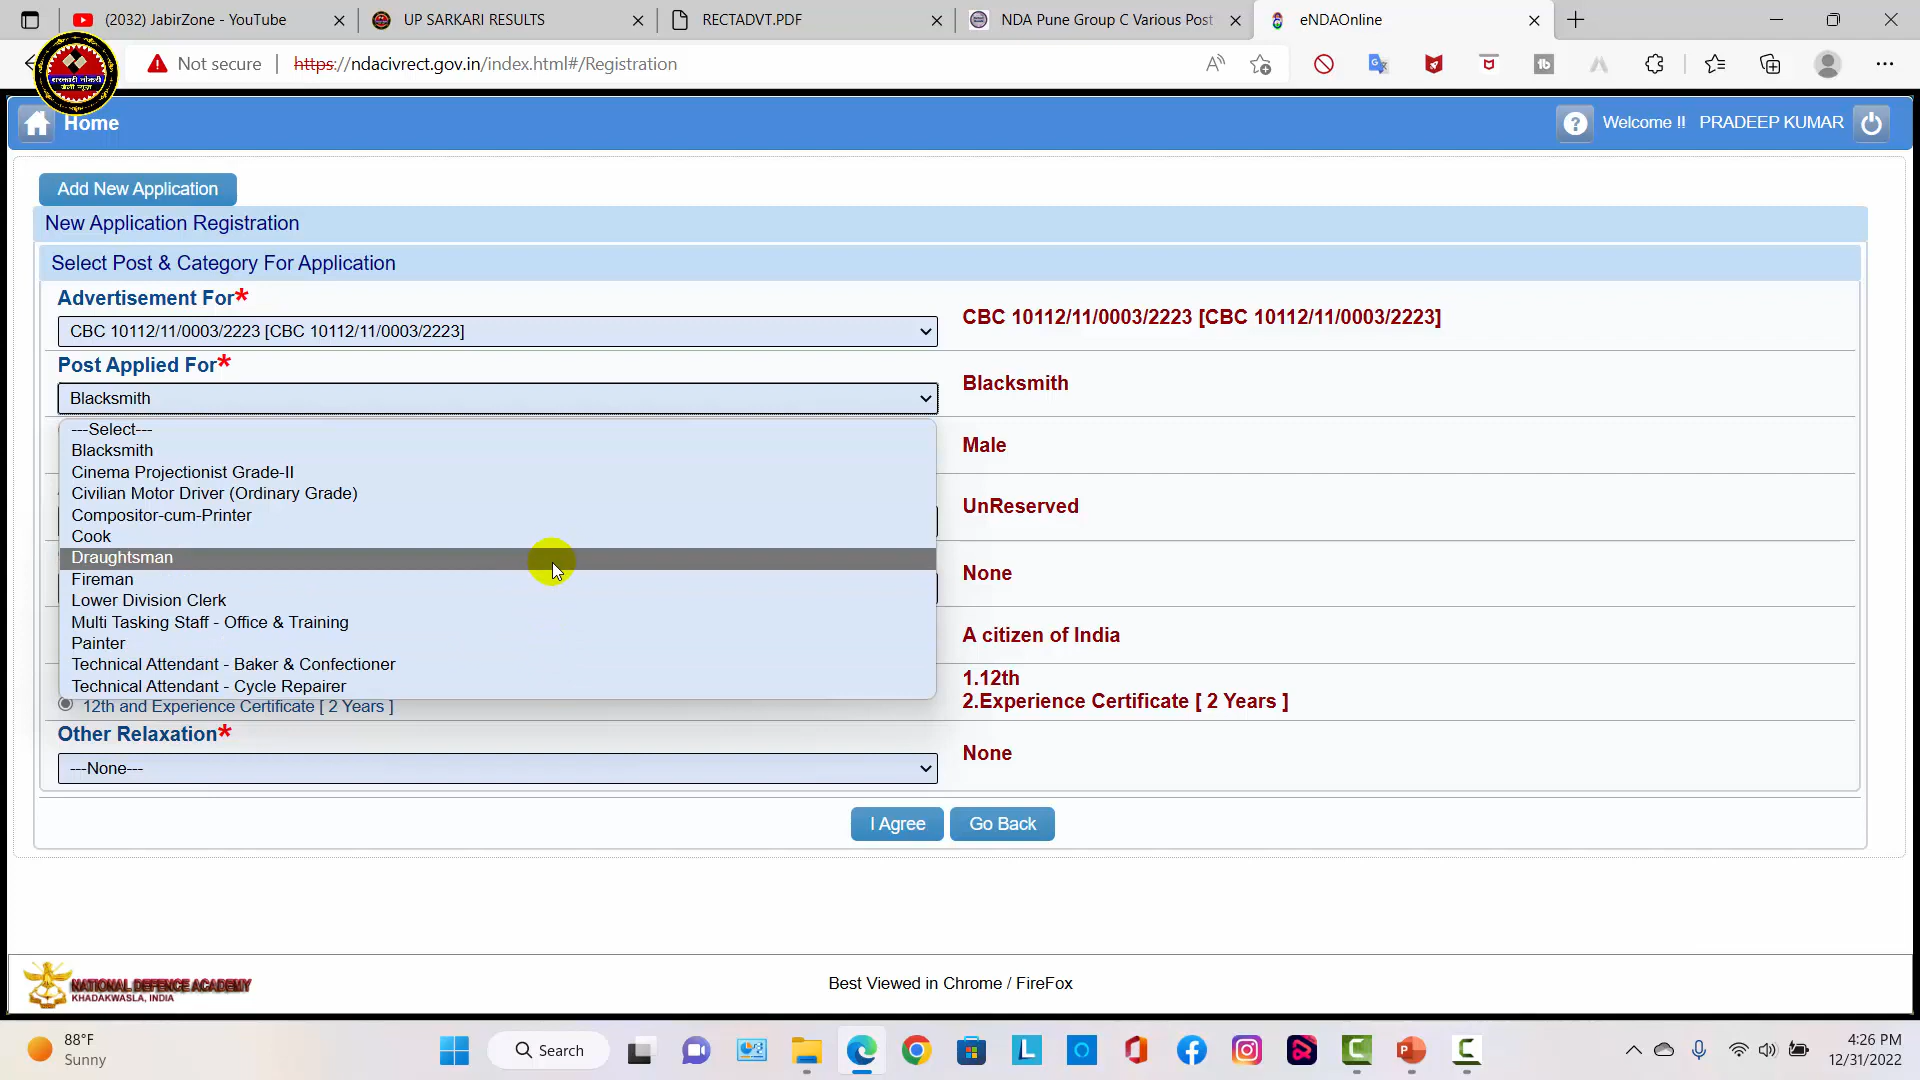 (2032) JabirZone - YouTube
UP SARKARI RESULTS
RECTADVT.PDF
NDA Pune Group C Various Post
eNDAOnline
Not secure
https://ndacivrect.gov.in/index.html#/Registration
सरकारी नौकरी
Home
Welcome !! PRADEEP KUMAR
Add New Application
New Application Registration
Select Post & Category For Application
Advertisement For*
CBC 10112/11/0003/2223 [CBC 10112/11/0003/2223]
CBC 10112/11/0003/2223 [CBC 10112/11/0003/2223]
Post Applied For*
Blacksmith
Blacksmith
---Select---
Blacksmith
Cinema Projectionist Grade-II
Civilian Motor Driver (Ordinary Grade)
Compositor-cum-Printer
Cook
Draughtsman
Fireman
Lower Division Clerk
Multi Tasking Staff - Office & Training
Painter
Technical Attendant - Baker & Confectioner
Technical Attendant - Cycle Repairer
Male
UnReserved
None
A citizen of India
1.12th
2.Experience Certificate [ 2 Years ]
12th and Experience Certificate [ 2 Years ]
Other Relaxation*
---None---
None
I Agree
Go Back
NATIONAL DEFENCE ACADEMY
KHADAKWASLA, INDIA
Best Viewed in Chrome / FireFox
88°F
Sunny
Search
4:26 PM
12/31/2022